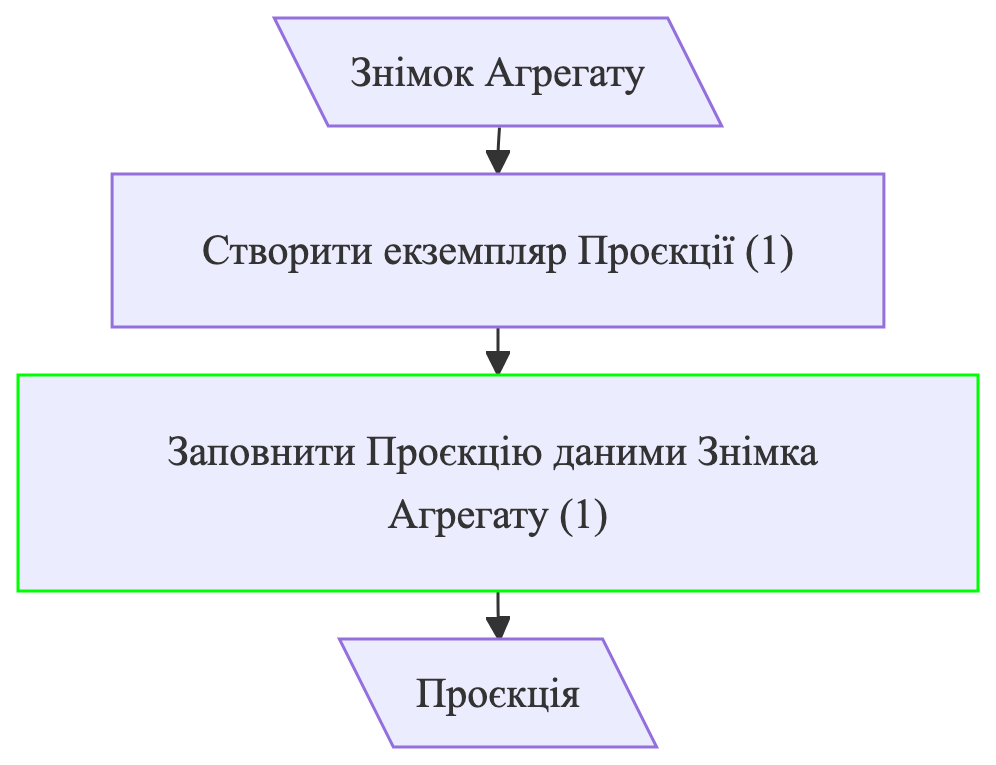 Знімок Агрегату
Створити екземпляр Проєкції (1)
Заповнити Проєкцію даними Знімка
Агрегату (1)
Проєкція